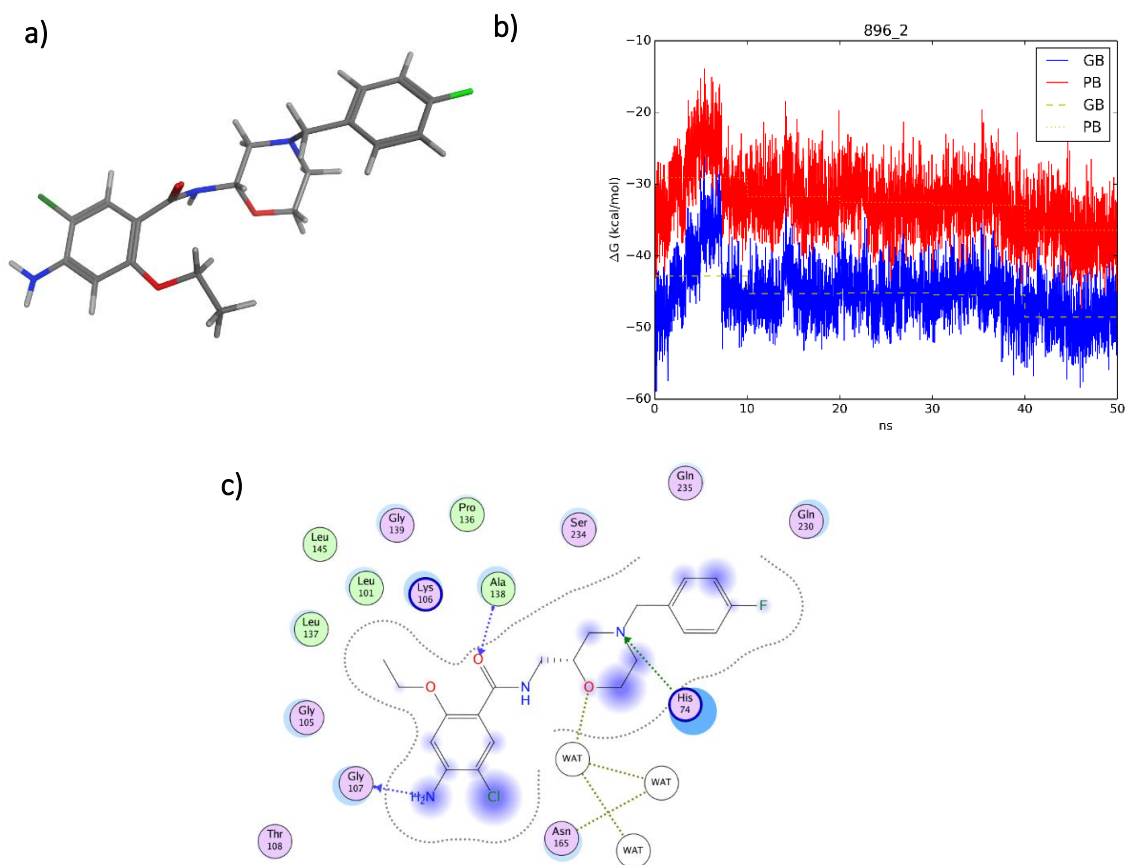 a)
b)
896_2
−10
−20
−30
−40
−50
−60
0
10
20
30
40
50
ΔG (kcal/mol)
ns
GB
PB
GB
PB
c)
Gln
235
Gln
230
Pro
136
Gly
139
Ser
234
Leu
145
Leu
101
Lys
106
Ala
138
Leu
137
F
N
O
O
O
N
H
His
74
Gly
105
WAT
WAT
Gly
107
H₂N
Cl
Asn
165
WAT
Thr
108